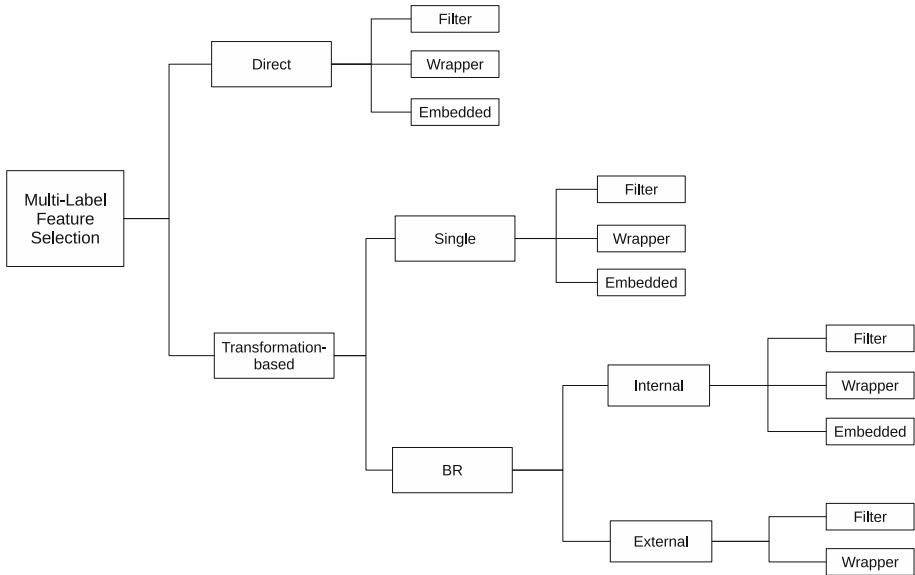 Filter
Direct
Wrapper
Embedded
Multi-Label
Feature
Selection
Filter
Single
Wrapper
Embedded
Transformation-
based
Filter
Internal
Wrapper
Embedded
BR
Filter
External
Wrapper